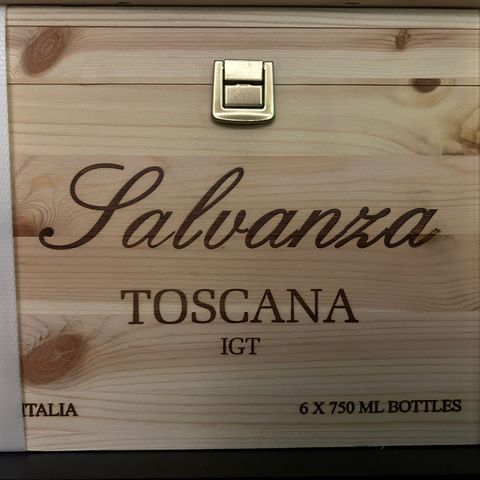 Salvanza
TOSCANA
IGT
ITALIA
6 X 750 ML BOTTLES